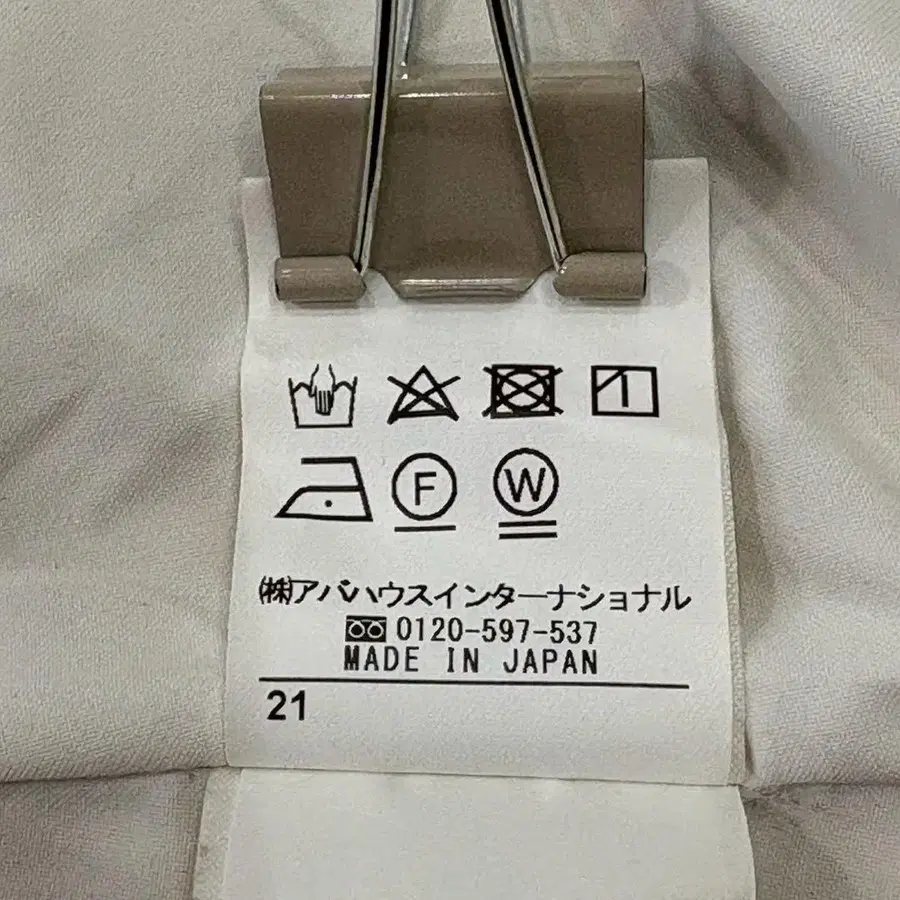 F W
㈱アバハウスインターナショナル
0120-597-537
MADE IN JAPAN
21